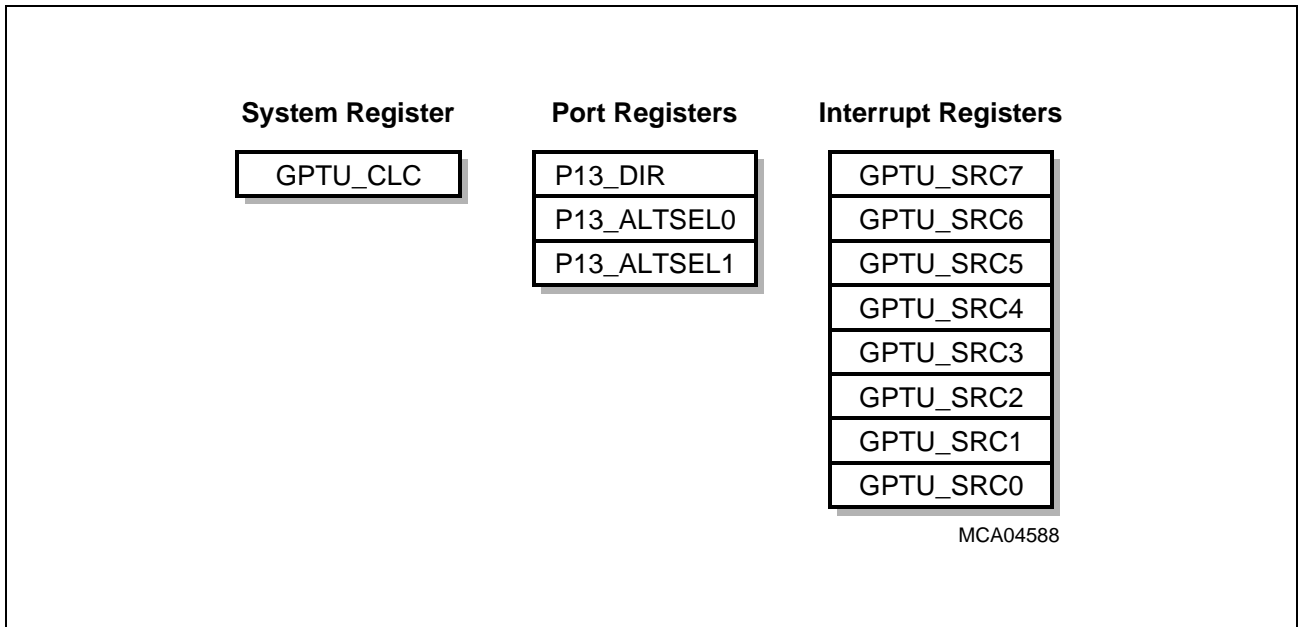 System Register
GPTU_CLC
Port Registers
P13_DIR
P13_ALTSEL0
P13_ALTSEL1
Interrupt Registers
GPTU_SRC7
GPTU_SRC6
GPTU_SRC5
GPTU_SRC4
GPTU_SRC3
GPTU_SRC2
GPTU_SRC1
GPTU_SRC0
MCA04588